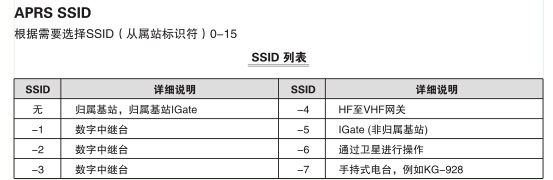 APRS SSID
根据需要选择SSID（从属站标识符）0-15
SSID 列表
SSID 详细说明 SSID 详细说明
无 归属基站，归属基站IGate -4 HF至VHF网关
-1 数字中继台 -5 IGate (非归属基站)
-2 数字中继台 -6 通过卫星进行操作
-3 数字中继台 -7 手持式电台，例如KG-928